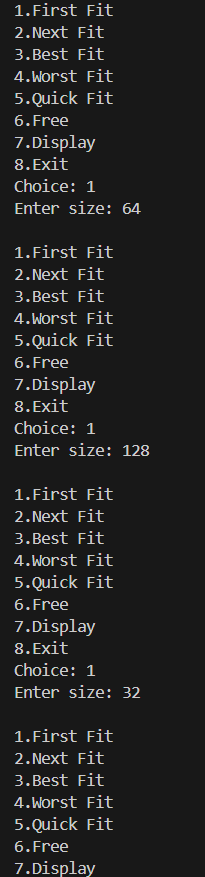 1.First Fit
2.Next Fit
3.Best Fit
4.Worst Fit
5.Quick Fit
6.Free
7.Display
8.Exit
Choice: 1
Enter size: 64

1.First Fit
2.Next Fit
3.Best Fit
4.Worst Fit
5.Quick Fit
6.Free
7.Display
8.Exit
Choice: 1
Enter size: 128

1.First Fit
2.Next Fit
3.Best Fit
4.Worst Fit
5.Quick Fit
6.Free
7.Display
8.Exit
Choice: 1
Enter size: 32

1.First Fit
2.Next Fit
3.Best Fit
4.Worst Fit
5.Quick Fit
6.Free
7.Display